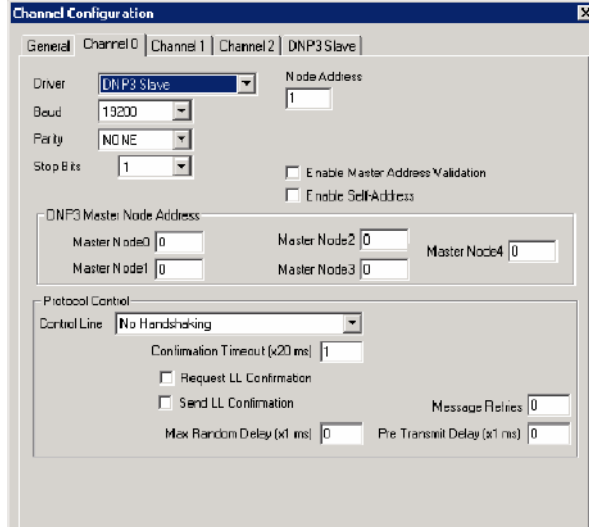 Channel Configuration
General Channel 0 Channel 1 Channel 2 DNP3 Slave
Driver DNP3 Slave
Node Address
1
Baud 19200
Parity NONE
Stop Bits 1
Enable Master Address Validation
Enable Self-Address
DNP3 Master Node Address
Master Node0 0 Master Node2 0 Master Node4 0
Master Node1 0 Master Node3 0
Protocol Control
Control Line No Handshaking
Confirmation Timeout (x20 ms) 1
Request LL Confirmation
Send LL Confirmation
Message Retries 0
Max Random Delay (x1 ms) 0 Pre Transmit Delay (x1 ms) 0